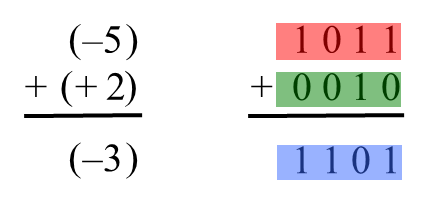 (–5) 1 0 1 1
+ (+ 2) + 0 0 1 0
(–3) 1 1 0 1